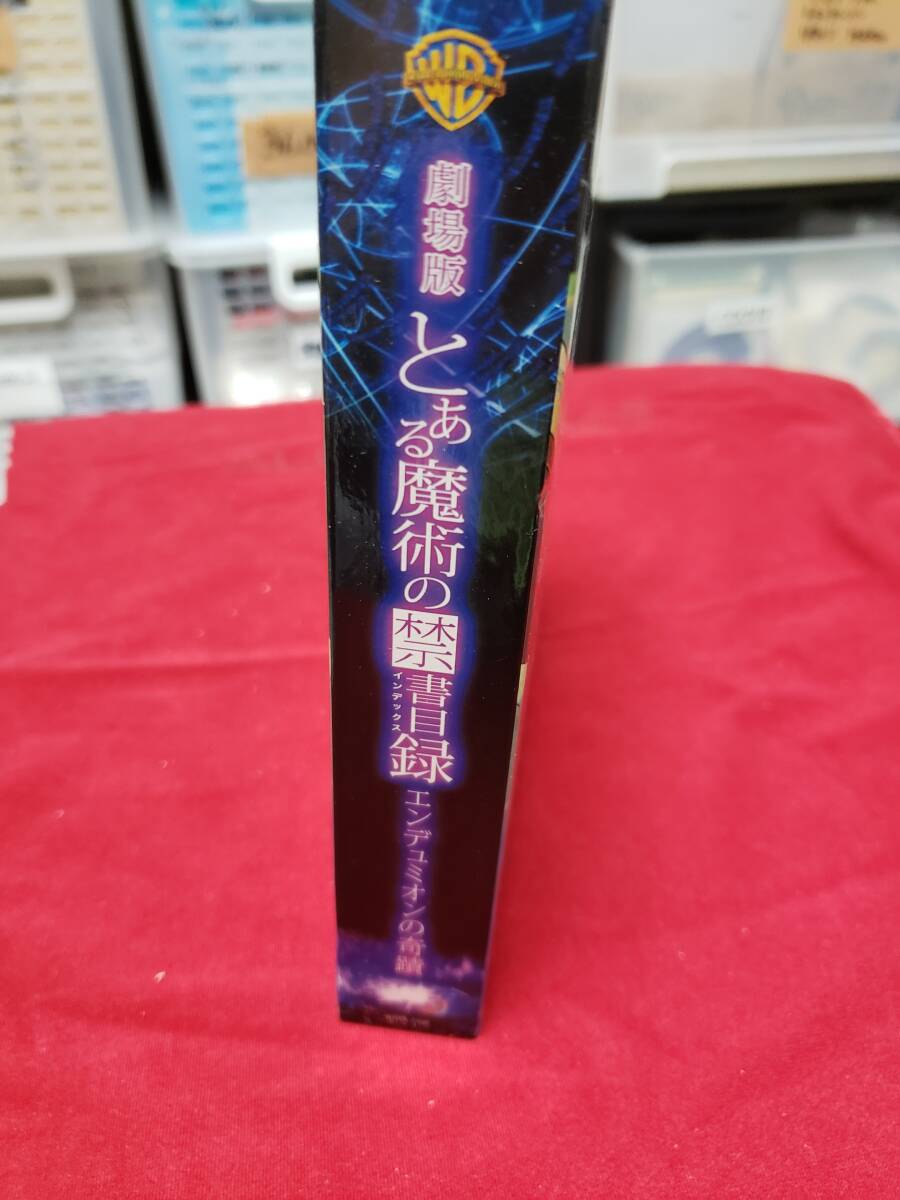 劇場版
とある魔術の禁書目録
インデックス
エンデュミオンの奇蹟